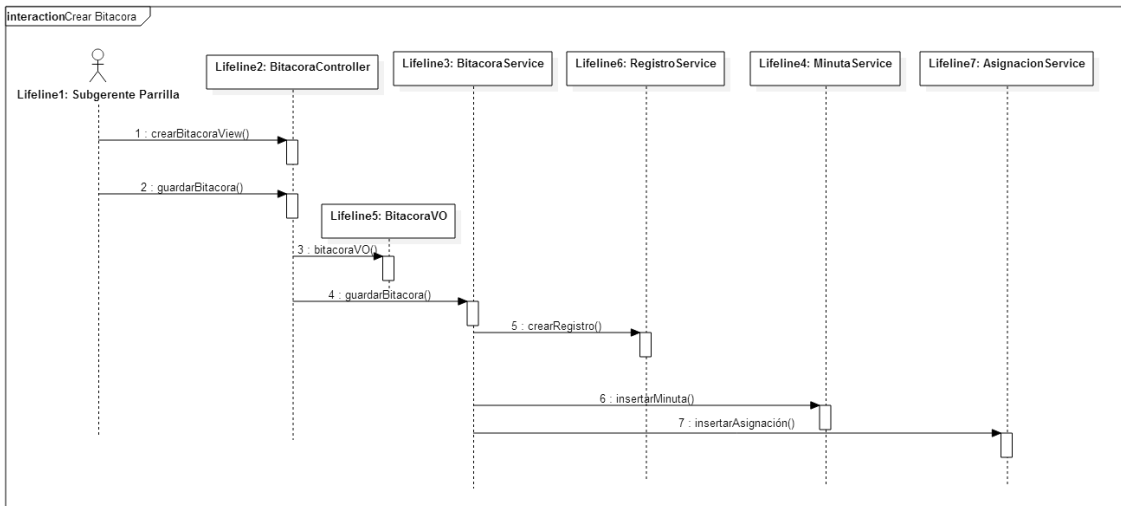 interactionCrear Bitacora
Lifeline1: Subgerente Parrilla
Lifeline2: BitacoraController
Lifeline3: BitacoraService
Lifeline6: RegistroService
Lifeline4: MinutaService
Lifeline7: AsignacionService
1 : crearBitacoraView()
2 : guardarBitacora()
Lifeline5: BitacoraVO
3 : bitacoraVO()
4 : guardarBitacora()
5 : crearRegistro()
6 : insertarMinuta()
7 : insertarAsignación()